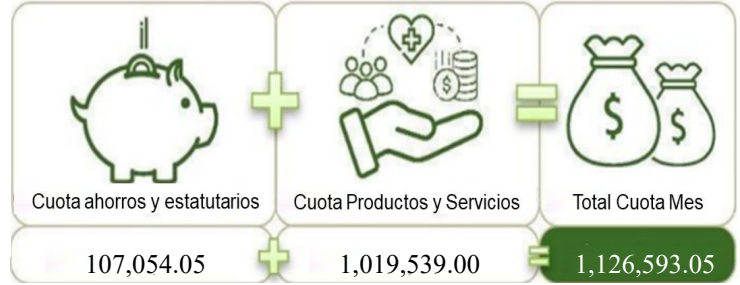 Cuota ahorros y estatutarios
Cuota Productos y Servicios
Total Cuota Mes
107,054.05
1,019,539.00
1,126,593.05